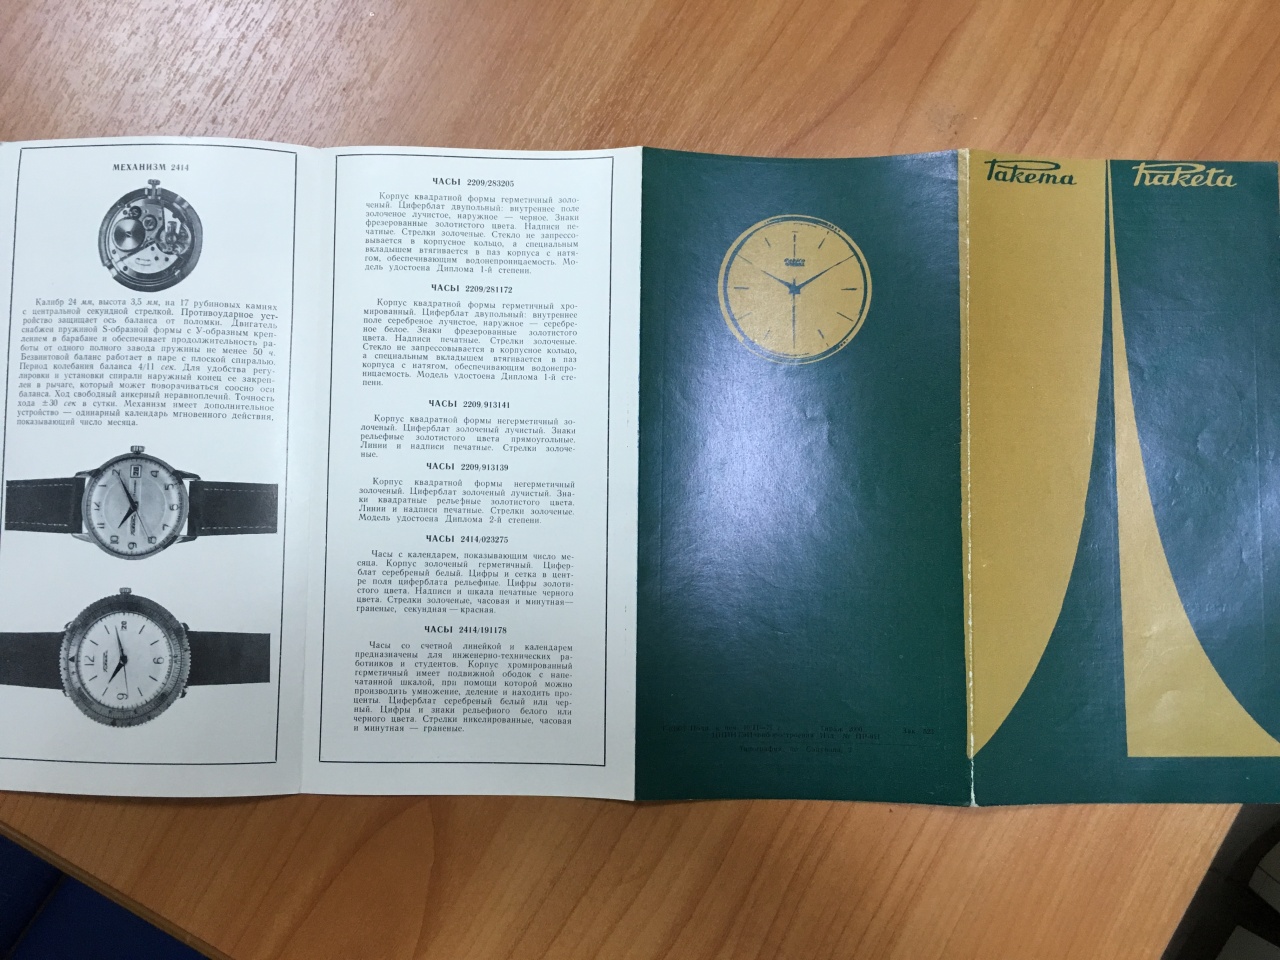 МЕХАНИЗМ 2414
Калибр 24 мм, высота 3,5 мм, на 17 рубиновых камнях
с центральной секундной стрелкой. Противоударное уст-
ройство защищает ось баланса от поломки. Двигатель
снабжен пружиной S-образной формы с У-образным креп-
лением в барабане и обеспечивает продолжительность ра-
боты от одного полного завода пружины не менее 50 ч.
Безвинтовой баланс работает в паре с плоской спиралью.
Период колебания баланса 4/11 сек. Для удобства регу-
лировки и установки спирали наружный конец ее закреп-
лен в рычаге, который может поворачиваться соосно оси
баланса. Ход свободный анкерный неравноплечий. Точность
хода ±30 сек в сутки. Механизм имеет дополнительное
устройство — одинарный календарь мгновенного действия,
показывающий число месяца.
ЧАСЫ 2209/283205
Корпус квадратной формы герметичный золо-
ченый. Циферблат двупольный: внутреннее поле
золоченое лучистое, наружное — черное. Знаки
фрезерованные золотистого цвета. Надписи пе-
чатные. Стрелки золоченые. Стекло не запрессо-
вывается в корпусное кольцо, а специальным
вкладышем втягивается в паз корпуса с натя-
гом, обеспечивающим водонепроницаемость. Мо-
дель удостоена Диплома 1-й степени.
ЧАСЫ 2209/281172
Корпус квадратной формы герметичный хро-
мированный. Циферблат двупольный: внутреннее
поле серебреное лучистое, наружное — серебре-
ное белое. Знаки фрезерованные золотистого
цвета. Надписи печатные. Стрелки золоченые.
Стекло не запрессовывается в корпусное кольцо,
а специальным вкладышем втягивается в паз
корпуса с натягом, обеспечивающим водонепро-
ницаемость. Модель удостоена Диплома 1-й сте-
пени.
ЧАСЫ 2209/913141
Корпус квадратной формы негерметичный зо-
лоченый. Циферблат золоченый лучистый. Знаки
рельефные золотистого цвета прямоугольные.
Линии и надписи печатные. Стрелки золоче-
ные.
ЧАСЫ 2209/913139
Корпус квадратной формы негерметичный
золоченый. Циферблат золоченый лучистый. Зна-
ки квадратные рельефные золотистого цвета.
Линии и надписи печатные. Стрелки золоченые.
Модель удостоена Диплома 2-й степени.
ЧАСЫ 2414/023275
Часы с календарем, показывающим число ме-
сяца. Корпус золоченый герметичный. Цифер-
блат серебреный белый. Цифры и сетка в цент-
ре поля циферблата рельефные. Цифры золоти-
стого цвета. Надписи и шкала печатные черного
цвета. Стрелки золоченые, часовая и минутная—
граненые, секундная — красная.
ЧАСЫ 2414/191178
Часы со счетной линейкой и календарем
предназначены для инженерно-технических ра-
ботников и студентов. Корпус хромированный
герметичный имеет подвижной ободок с напе-
чатанной шкалой, при помощи которой можно
производить умножение, деление и находить про-
центы. Циферблат серебреный белый или чер-
ный. Цифры и знаки рельефного белого или
черного цвета. Стрелки никелированные, часовая
и минутная — граненые.
Ракета
Raketa